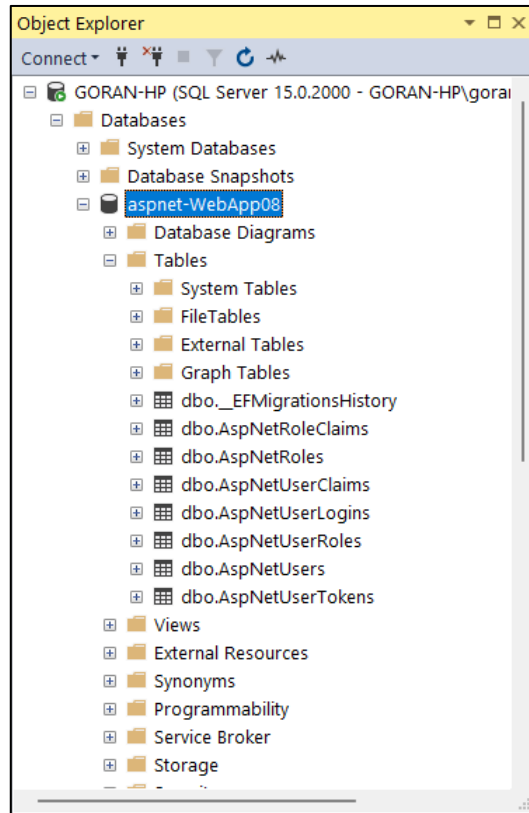 Object Explorer
Connect
GORAN-HP (SQL Server 15.0.2000 - GORAN-HP\goran
Databases
System Databases
Database Snapshots
aspnet-WebApp08
Database Diagrams
Tables
System Tables
FileTables
External Tables
Graph Tables
dbo.__EFMigrationsHistory
dbo.AspNetRoleClaims
dbo.AspNetRoles
dbo.AspNetUserClaims
dbo.AspNetUserLogins
dbo.AspNetUserRoles
dbo.AspNetUsers
dbo.AspNetUserTokens
Views
External Resources
Synonyms
Programmability
Service Broker
Storage